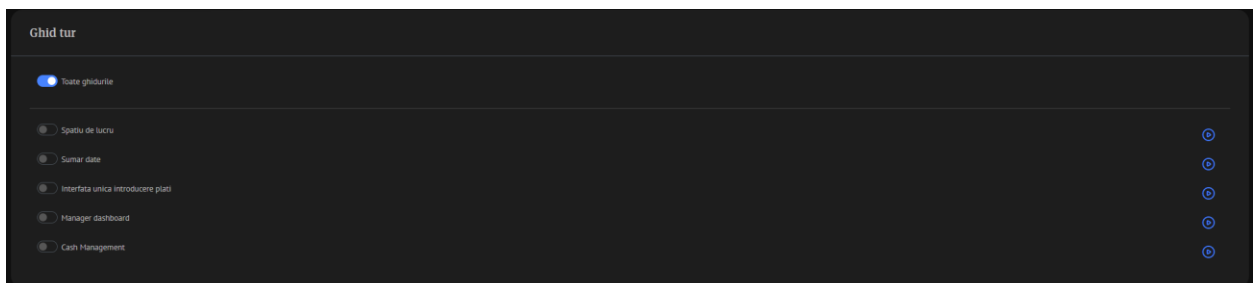 Ghid tur
Toate ghidurile
Spatiu de lucru
Sumar date
Interfata unica introducere plati
Manager dashboard
Cash Management